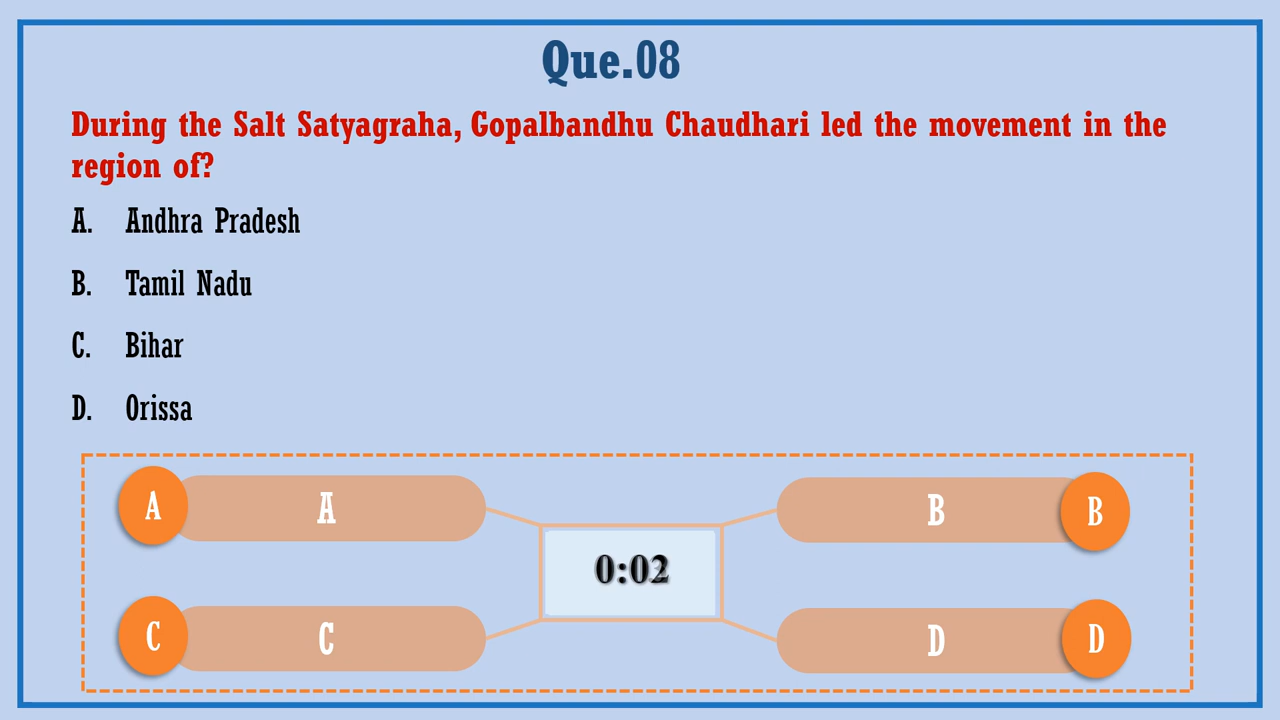 Que.08
During the Salt Satyagraha, Gopalbandhu Chaudhari led the movement in the
region of?
A. Andhra Pradesh
B. Tamil Nadu
C. Bihar
D. Orissa
A A B B
0:02
C C D D